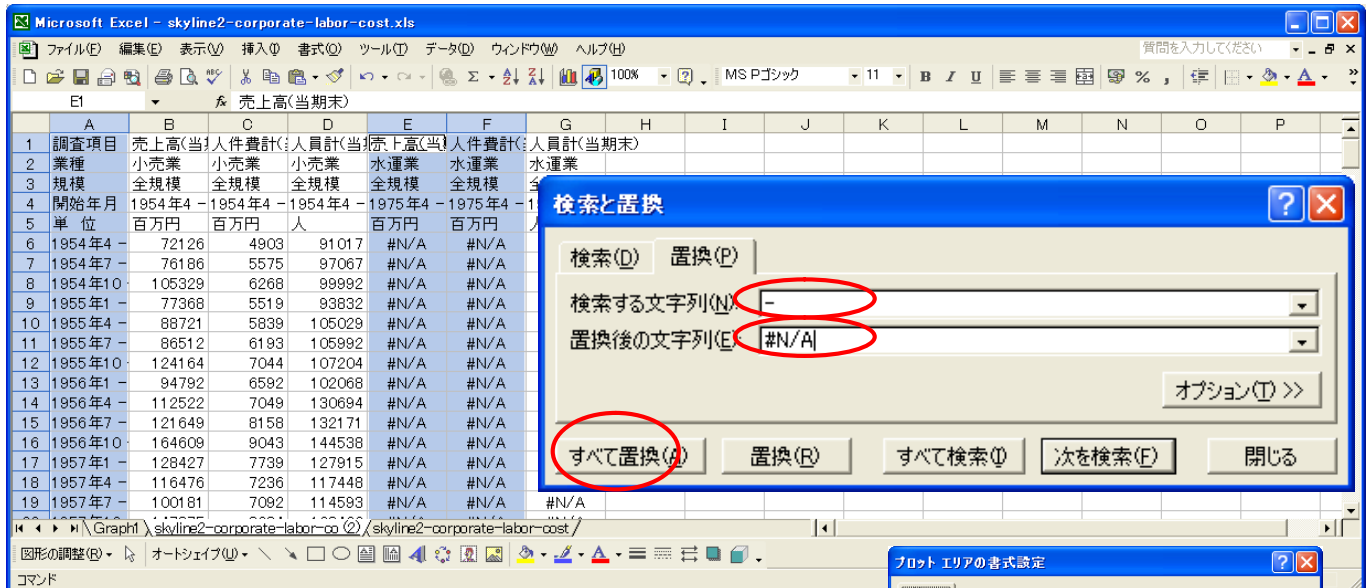 Microsoft Excel - skyline2-corporate-labor-cost.xls
ファイル(F) 編集(E) 表示(V) 挿入(I) 書式(O) ツール(T) データ(D) ウィンドウ(W) ヘルプ(H) 質問を入力してください
100% MS Pゴシック 11 B I U % ,
E1 fx 売上高(当期末)
A B C D E F G H I J K L M N O P
1 調査項目 売上高(当期 人件費計( 人員計(当期 売上高(当 人件費計( 人員計(当期末)
2 業種 小売業 小売業 小売業 水運業 水運業 水運業
3 規模 全規模 全規模 全規模 全規模 全規模
4 開始年月 1954年4 - 1954年4 - 1954年4 - 1975年4 - 1975年4 -
5 単 位 百万円 百万円 人 百万円 百万円
6 1954年4 - 72126 4903 91017 #N/A #N/A
7 1954年7 - 76186 5575 97067 #N/A #N/A
8 1954年10 - 105329 6268 99992 #N/A #N/A
9 1955年1 - 77368 5519 93832 #N/A #N/A
10 1955年4 - 88721 5839 105029 #N/A #N/A
11 1955年7 - 86512 6193 105992 #N/A #N/A
12 1955年10 - 124164 7044 107204 #N/A #N/A
13 1956年1 - 94792 6592 102068 #N/A #N/A
14 1956年4 - 112522 7049 130694 #N/A #N/A
15 1956年7 - 121649 8158 132171 #N/A #N/A
16 1956年10 - 164609 9043 144538 #N/A #N/A
17 1957年1 - 128427 7739 127915 #N/A #N/A
18 1957年4 - 116476 7236 117448 #N/A #N/A
19 1957年7 - 100181 7092 114593 #N/A #N/A #N/A
検索と置換
検索(D) 置換(P)
検索する文字列(N): -
置換後の文字列(E): #N/A
オプション(T) >>
すべて置換(A) 置換(R) すべて検索(I) 次を検索(F) 閉じる
Graph1 skyline2-corporate-labor-co (2) skyline2-corporate-labor-cost
図形の調整(R) オートシェイプ(U)
プロット エリアの書式設定
コマンド